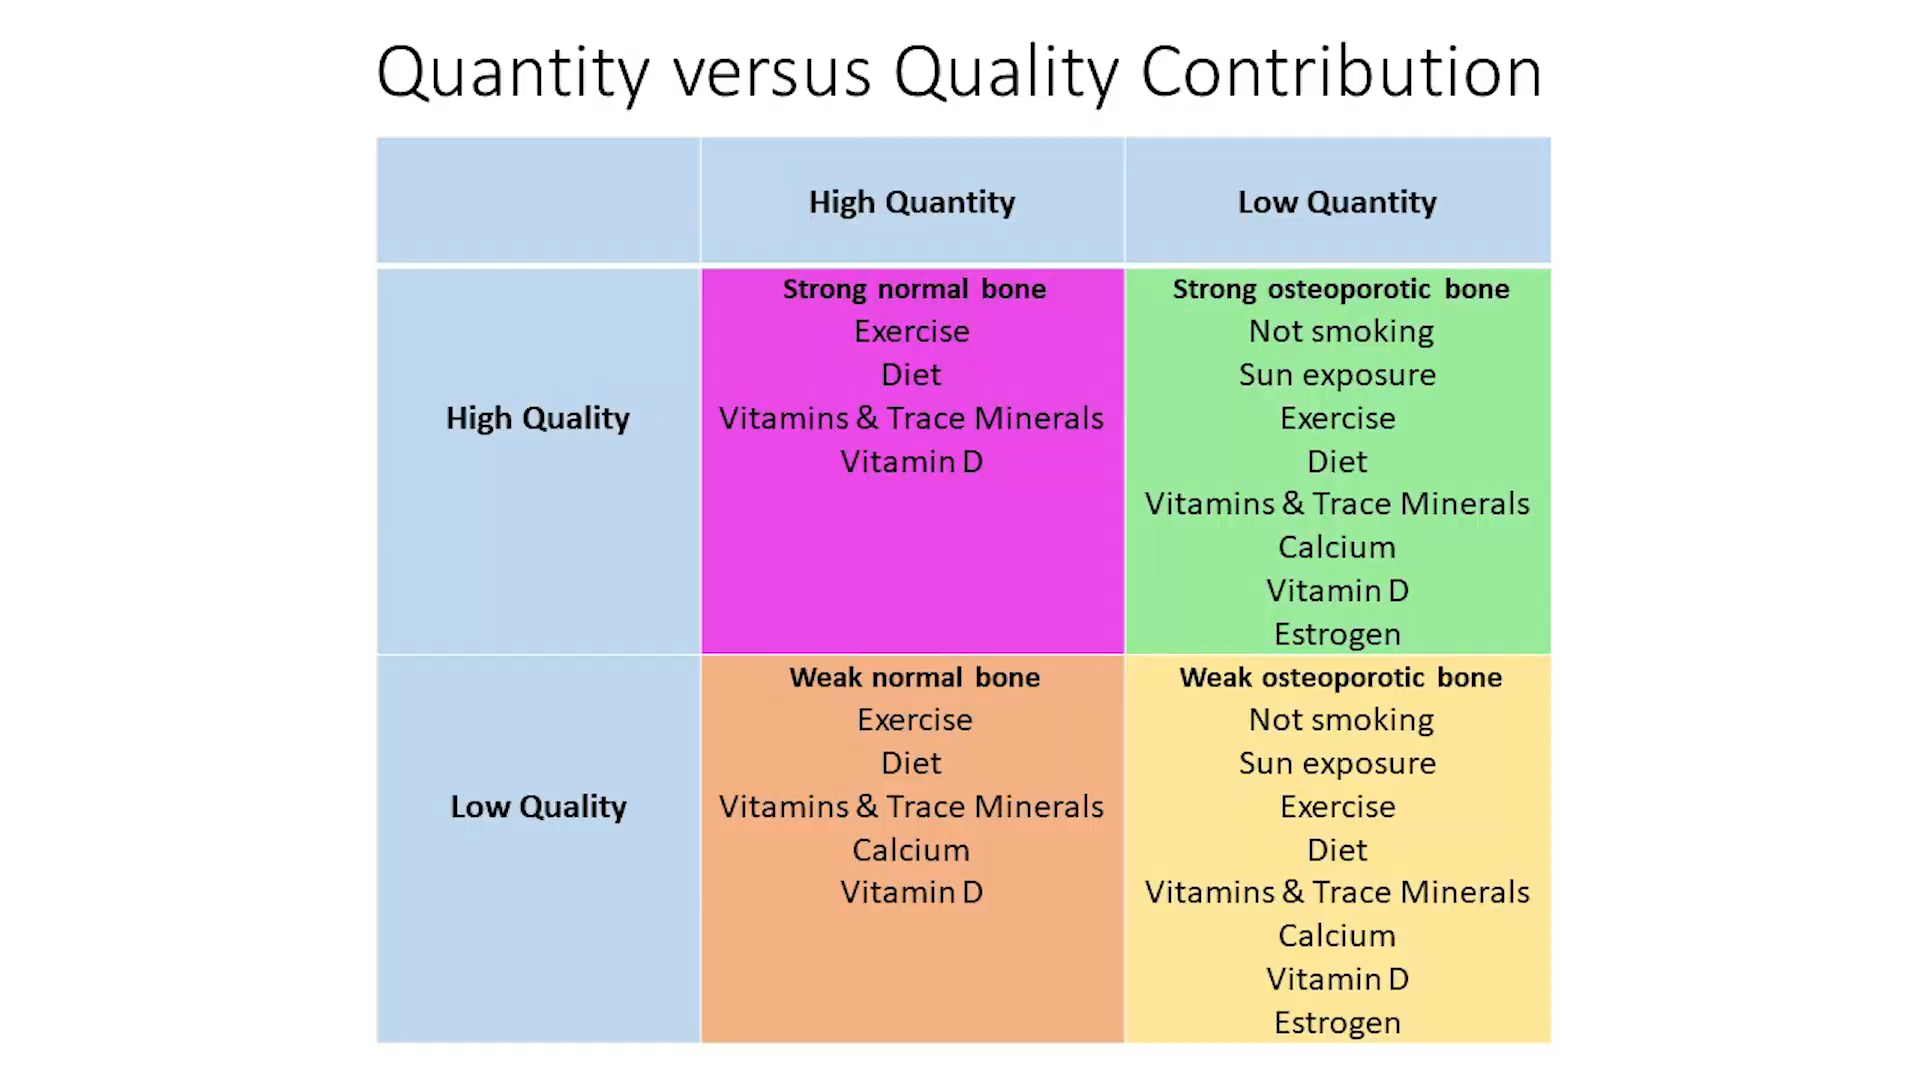 Quantity versus Quality Contribution
High Quantity
Low Quantity
High Quality
Strong normal bone
Exercise
Diet
Vitamins & Trace Minerals
Vitamin D
Strong osteoporotic bone
Not smoking
Sun exposure
Exercise
Diet
Vitamins & Trace Minerals
Calcium
Vitamin D
Estrogen
Low Quality
Weak normal bone
Exercise
Diet
Vitamins & Trace Minerals
Calcium
Vitamin D
Weak osteoporotic bone
Not smoking
Sun exposure
Exercise
Diet
Vitamins & Trace Minerals
Calcium
Vitamin D
Estrogen